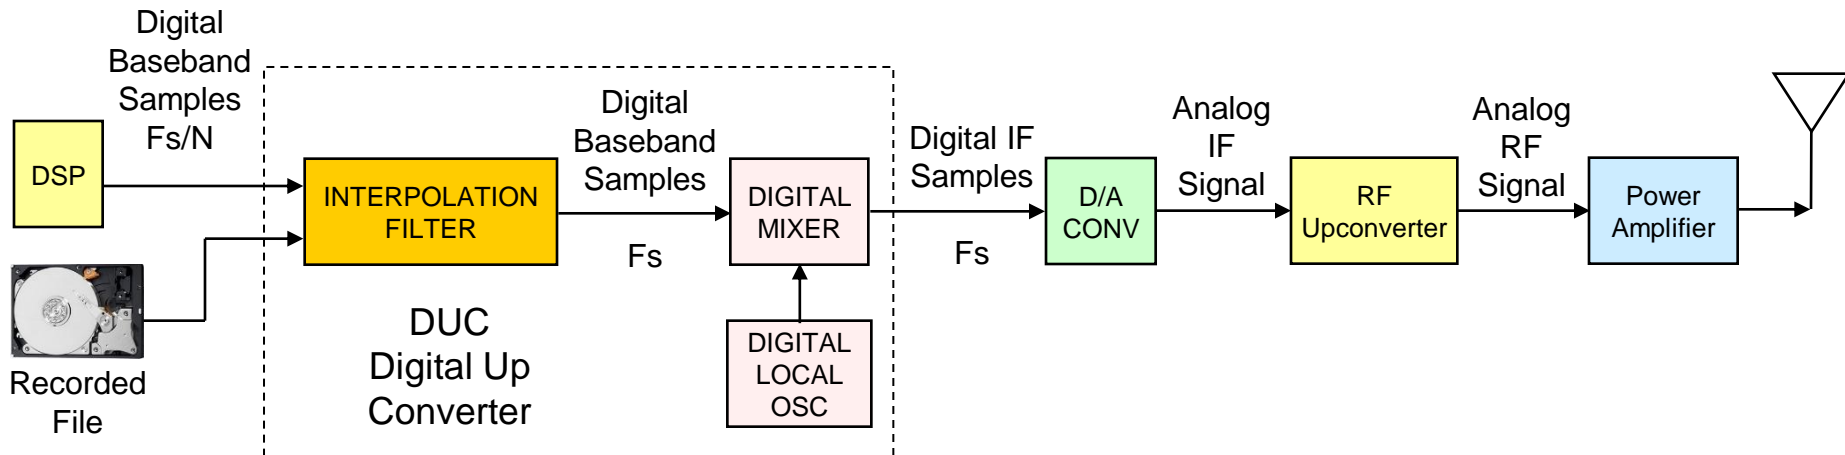 Digital
Baseband
Samples
Fs/N
DSP
Recorded
File
INTERPOLATION
FILTER
DUC
Digital Up
Converter
Digital
Baseband
Samples
Fs
DIGITAL
MIXER
DIGITAL
LOCAL
OSC
Digital IF
Samples
Fs
D/A
CONV
Analog
IF
Signal
RF
Upconverter
Analog
RF
Signal
Power
Amplifier